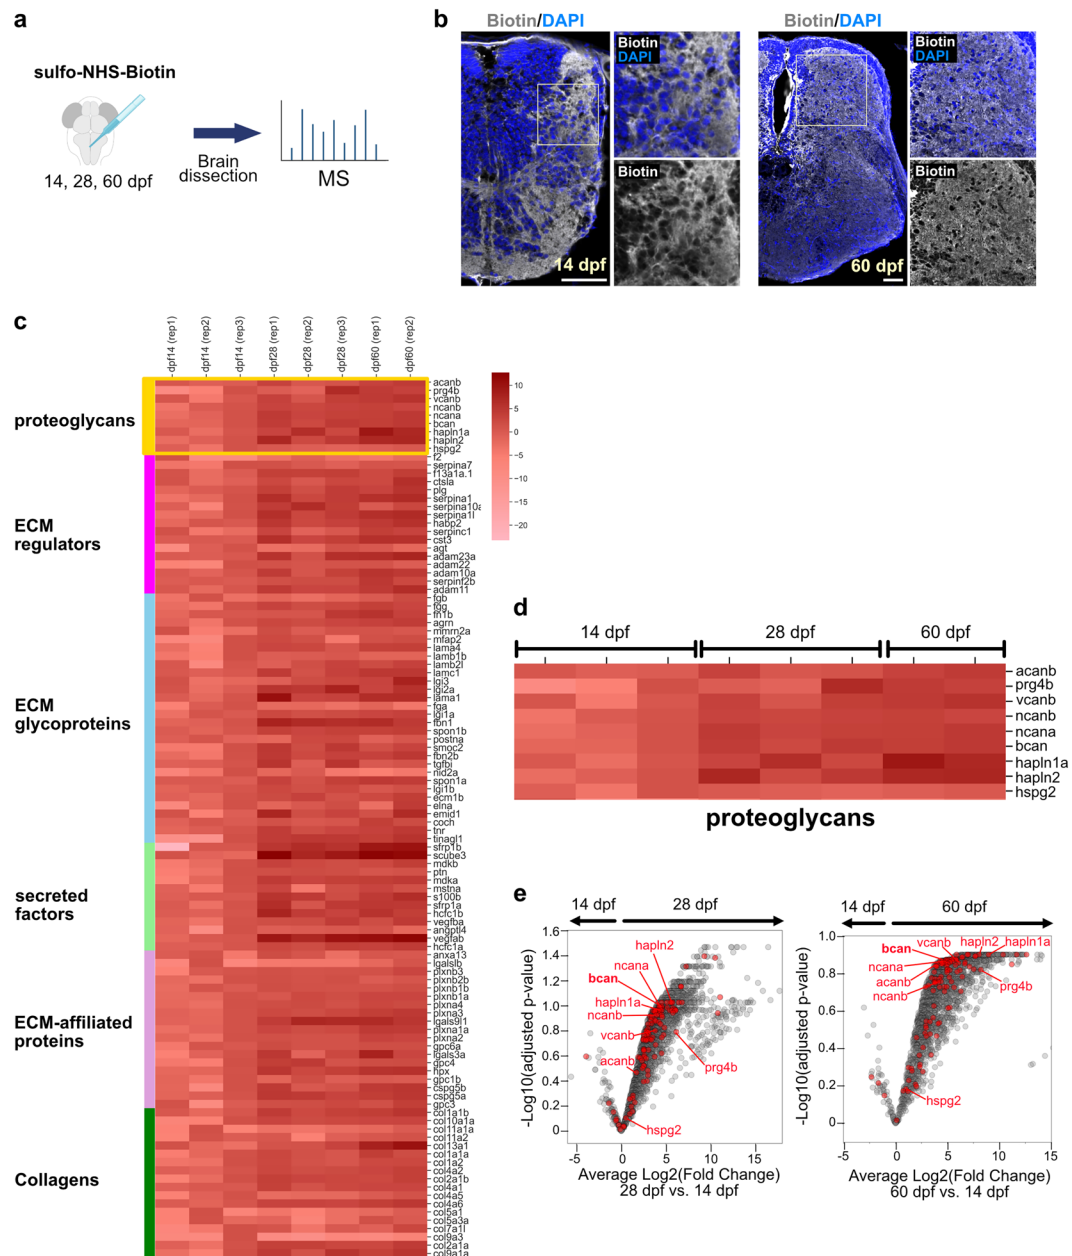 a
sulfo-NHS-Biotin
14, 28, 60 dpf
Brain
dissection
MS
b
Biotin/DAPI
Biotin
DAPI
Biotin
14 dpf
Biotin/DAPI
Biotin
DAPI
Biotin
60 dpf
c
dpf14 (rep1)
dpf14 (rep2)
dpf14 (rep3)
dpf28 (rep1)
dpf28 (rep2)
dpf28 (rep3)
dpf60 (rep1)
dpf60 (rep2)
10
5
0
−5
−10
−15
−20
proteoglycans
acanb
prg4b
vcanb
ncanb
ncana
bcan
hapln1a
hapln2
hspg2
ECM
regulators
f2
serpina7
f13a1a.1
ctsla
plg
serpina1
serpina10a
serpina1l
habp2
serpinc1
cst3
agt
adam23a
adam22
adam10a
serpinf2b
adam11
ECM
glycoproteins
fgb
fgg
fn1b
agrn
mmrn2a
mfap2
lama4
lamb1b
lamb2l
lamc1
lgi3
lgi2a
lama1
fga
lgi1a
fbn1
spon1b
postna
smoc2
fbn2b
tgfbi
nid2a
spon1a
lgi1b
ecm1b
elna
emid1
coch
tnr
tinagl1
secreted
factors
sfrp1b
scube3
mdkb
ptn
mdka
mstna
s100b
sfrp1a
hcfc1b
vegfba
angptl4
vegfab
hcfc1a
ECM-affiliated
proteins
anxa13
lgalslb
plxnb3
plxnb2b
plxnb1b
plxnb1a
plxna4
plxna3
lgals9l1
plxna1a
plxna2
gpc6a
lgals3a
gpc4
hpx
gpc1b
cspg5b
cspg5a
gpc3
Collagens
col1a1b
col10a1a
col11a1a
col11a2
col13a1
col1a1a
col1a2
col4a2
col2a1b
col4a1
col4a5
col4a6
col5a1
col5a3a
col7a1l
col9a3
col2a1a
col9a1a
d
14 dpf
28 dpf
60 dpf
acanb
prg4b
vcanb
ncanb
ncana
bcan
hapln1a
hapln2
hspg2
proteoglycans
e
14 dpf
28 dpf
-Log10(adjusted p-value)
1.6
1.4
1.2
1.0
0.8
0.6
0.4
0.2
0
hapln2
ncana
bcan
hapln1a
ncanb
vcanb
acanb
prg4b
hspg2
-5
0
5
10
15
Average Log2(Fold Change)
28 dpf vs. 14 dpf
14 dpf
60 dpf
-Log10(adjusted p-value)
1.0
0.8
0.6
0.4
0.2
0
vcanb
hapln2
hapln1a
bcan
ncana
acanb
ncanb
prg4b
hspg2
-5
0
5
10
15
Average Log2(Fold Change)
60 dpf vs. 14 dpf